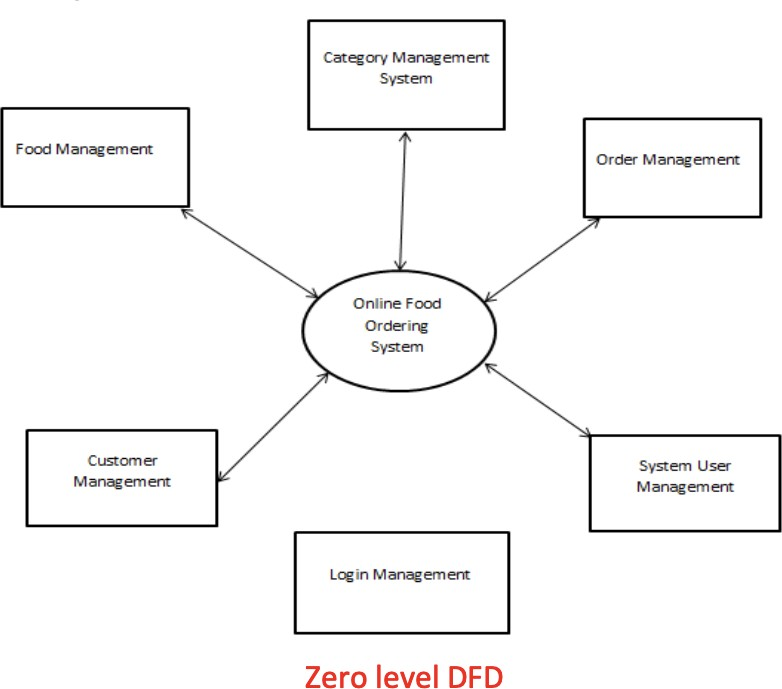 Category Management
System
Food Management
Order Management
Online Food
Ordering
System
Customer
Management
System User
Management
Login Management
Zero level DFD